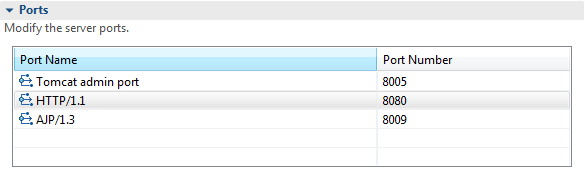 Ports
Modify the server ports.
Port Name Port Number
Tomcat admin port 8005
HTTP/1.1 8080
AJP/1.3 8009